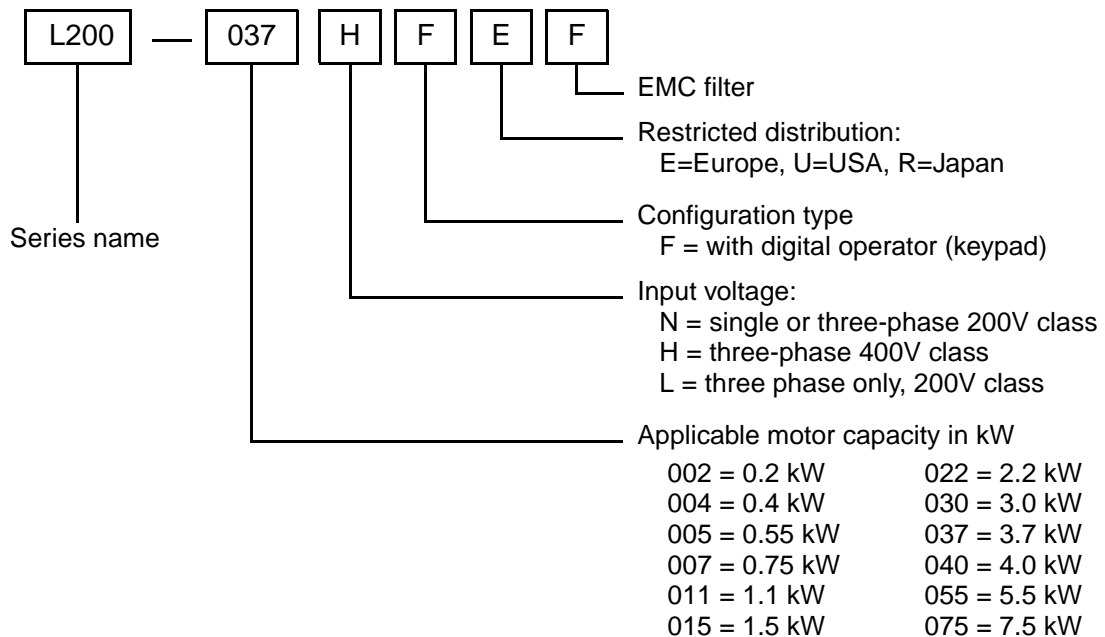 L200 — 037 H F E F
EMC filter
Restricted distribution:
E=Europe, U=USA, R=Japan
Configuration type
F = with digital operator (keypad)
Series name
Input voltage:
N = single or three-phase 200V class
H = three-phase 400V class
L = three phase only, 200V class
Applicable motor capacity in kW
002 = 0.2 kW 022 = 2.2 kW
004 = 0.4 kW 030 = 3.0 kW
005 = 0.55 kW 037 = 3.7 kW
007 = 0.75 kW 040 = 4.0 kW
011 = 1.1 kW 055 = 5.5 kW
015 = 1.5 kW 075 = 7.5 kW